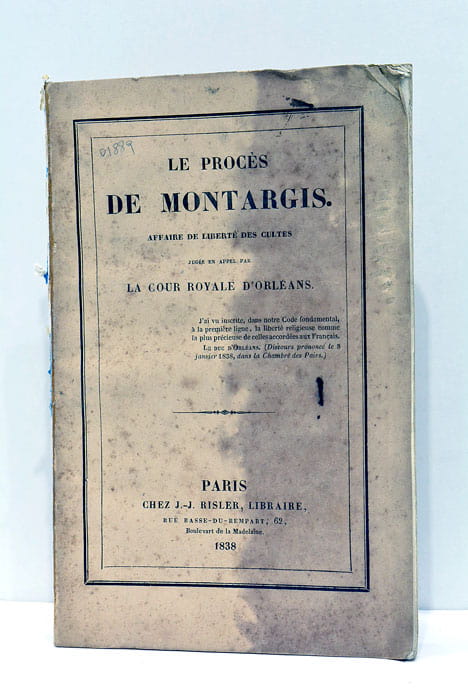 01889
LE PROCÈS
DE MONTARGIS.
AFFAIRE DE LIBERTÉ DES CULTES
JUGÉE EN APPEL PAR
LA COUR ROYALE D'ORLÉANS.
J'ai vu inscrite, dans notre Code fondamental,
à la première ligne, la liberté religieuse comme
la plus précieuse de celles accordées aux Français.
LE DUC D'ORLÉANS. (Discours prononcé le 8
janvier 1838, dans la Chambre des Pairs.)
PARIS
CHEZ J.-J. RISLER, LIBRAIRE,
RUE BASSE-DU-REMPART, 62,
Boulevart de la Madelaine.
1838